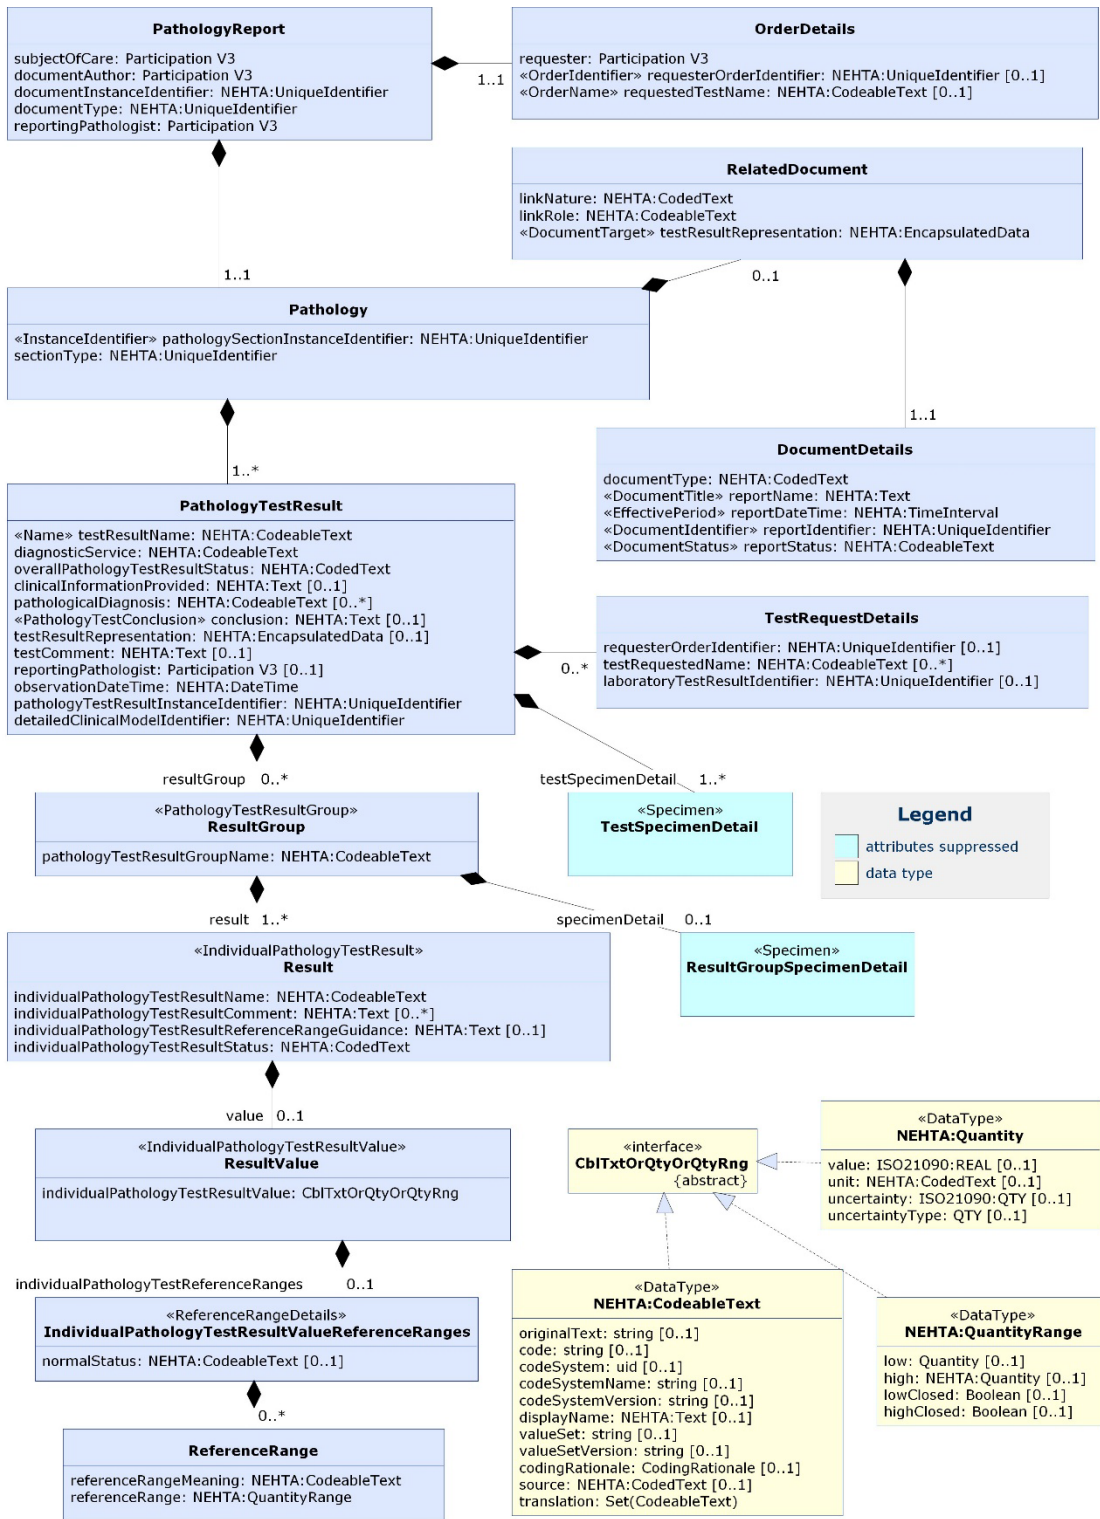 PathologyReport
subjectOfCare: Participation V3
documentAuthor: Participation V3
documentInstanceIdentifier: NEHTA:UniqueIdentifier
documentType: NEHTA:UniqueIdentifier
reportingPathologist: Participation V3
1..1
OrderDetails
requester: Participation V3
«OrderIdentifier» requesterOrderIdentifier: NEHTA:UniqueIdentifier [0..1]
«OrderName» requestedTestName: NEHTA:CodeableText [0..1]
RelatedDocument
linkNature: NEHTA:CodedText
linkRole: NEHTA:CodeableText
«DocumentTarget» testResultRepresentation: NEHTA:EncapsulatedData
1..1
0..1
Pathology
«InstanceIdentifier» pathologySectionInstanceIdentifier: NEHTA:UniqueIdentifier
sectionType: NEHTA:UniqueIdentifier
1..1
DocumentDetails
documentType: NEHTA:CodedText
«DocumentTitle» reportName: NEHTA:Text
«EffectivePeriod» reportDateTime: NEHTA:TimeInterval
«DocumentIdentifier» reportIdentifier: NEHTA:UniqueIdentifier
«DocumentStatus» reportStatus: NEHTA:CodeableText
1..*
PathologyTestResult
«Name» testResultName: NEHTA:CodeableText
diagnosticService: NEHTA:CodeableText
overallPathologyTestResultStatus: NEHTA:CodedText
clinicalInformationProvided: NEHTA:Text [0..1]
pathologicalDiagnosis: NEHTA:CodeableText [0..*]
«PathologyTestConclusion» conclusion: NEHTA:Text [0..1]
testResultRepresentation: NEHTA:EncapsulatedData [0..1]
testComment: NEHTA:Text [0..1]
reportingPathologist: Participation V3 [0..1]
observationDateTime: NEHTA:DateTime
pathologyTestResultInstanceIdentifier: NEHTA:UniqueIdentifier
detailedClinicalModelIdentifier: NEHTA:UniqueIdentifier
0..*
TestRequestDetails
requesterOrderIdentifier: NEHTA:UniqueIdentifier [0..1]
testRequestedName: NEHTA:CodeableText [0..*]
laboratoryTestResultIdentifier: NEHTA:UniqueIdentifier [0..1]
resultGroup 0..*
testSpecimenDetail 1..*
«PathologyTestResultGroup»
ResultGroup
pathologyTestResultGroupName: NEHTA:CodeableText
«Specimen»
TestSpecimenDetail
Legend
attributes suppressed
data type
result 1..*
specimenDetail 0..1
«IndividualPathologyTestResult»
Result
individualPathologyTestResultName: NEHTA:CodeableText
individualPathologyTestResultComment: NEHTA:Text [0..*]
individualPathologyTestResultReferenceRangeGuidance: NEHTA:Text [0..1]
individualPathologyTestResultStatus: NEHTA:CodedText
«Specimen»
ResultGroupSpecimenDetail
value 0..1
«IndividualPathologyTestResultValue»
ResultValue
individualPathologyTestResultValue: CblTxtOrQtyOrQtyRng
«interface»
CblTxtOrQtyOrQtyRng
{abstract}
«DataType»
NEHTA:Quantity
value: ISO21090:REAL [0..1]
unit: NEHTA:CodedText [0..1]
uncertainty: ISO21090:QTY [0..1]
uncertaintyType: QTY [0..1]
individualPathologyTestReferenceRanges 0..1
«ReferenceRangeDetails»
IndividualPathologyTestResultValueReferenceRanges
normalStatus: NEHTA:CodeableText [0..1]
«DataType»
NEHTA:CodeableText
originalText: string [0..1]
code: string [0..1]
codeSystem: uid [0..1]
codeSystemName: string [0..1]
codeSystemVersion: string [0..1]
displayName: NEHTA:Text [0..1]
valueSet: string [0..1]
valueSetVersion: string [0..1]
codingRationale: CodingRationale [0..1]
source: NEHTA:CodedText [0..1]
translation: Set(CodeableText)
«DataType»
NEHTA:QuantityRange
low: Quantity [0..1]
high: NEHTA:Quantity [0..1]
lowClosed: Boolean [0..1]
highClosed: Boolean [0..1]
0..*
ReferenceRange
referenceRangeMeaning: NEHTA:CodeableText
referenceRange: NEHTA:QuantityRange